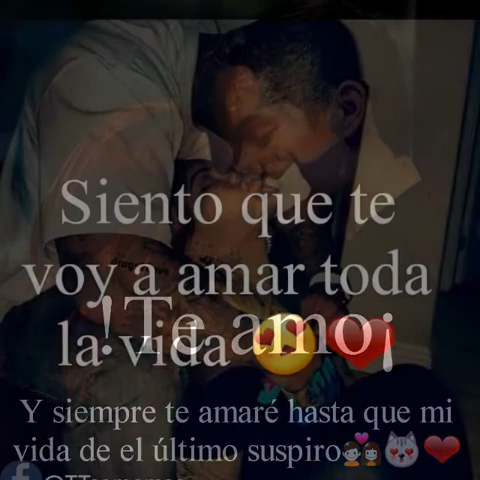 Siento que te
voy a amar toda
la vida 😍❤
!Te amo¡
Y siempre te amaré hasta que mi
vida de el último suspiro💑😻❤